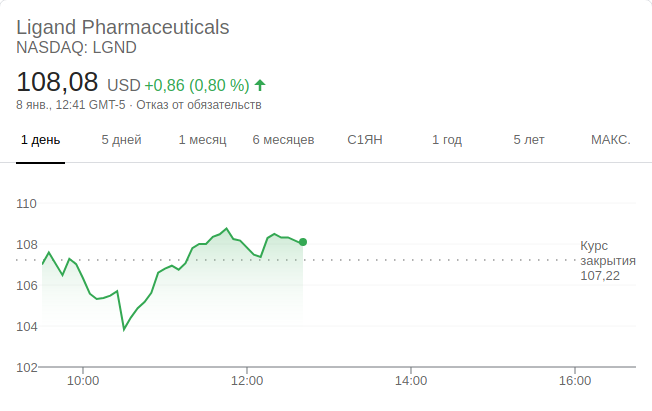 Ligand Pharmaceuticals
NASDAQ: LGND
108,08 USD +0,86 (0,80 %)
8 янв., 12:41 GMT-5 · Отказ от обязательств
1 день 5 дней 1 месяц 6 месяцев С1ЯН 1 год 5 лет МАКС.
110
108
Курс
закрытия
107,22
106
104
102
10:00 12:00 14:00 16:00